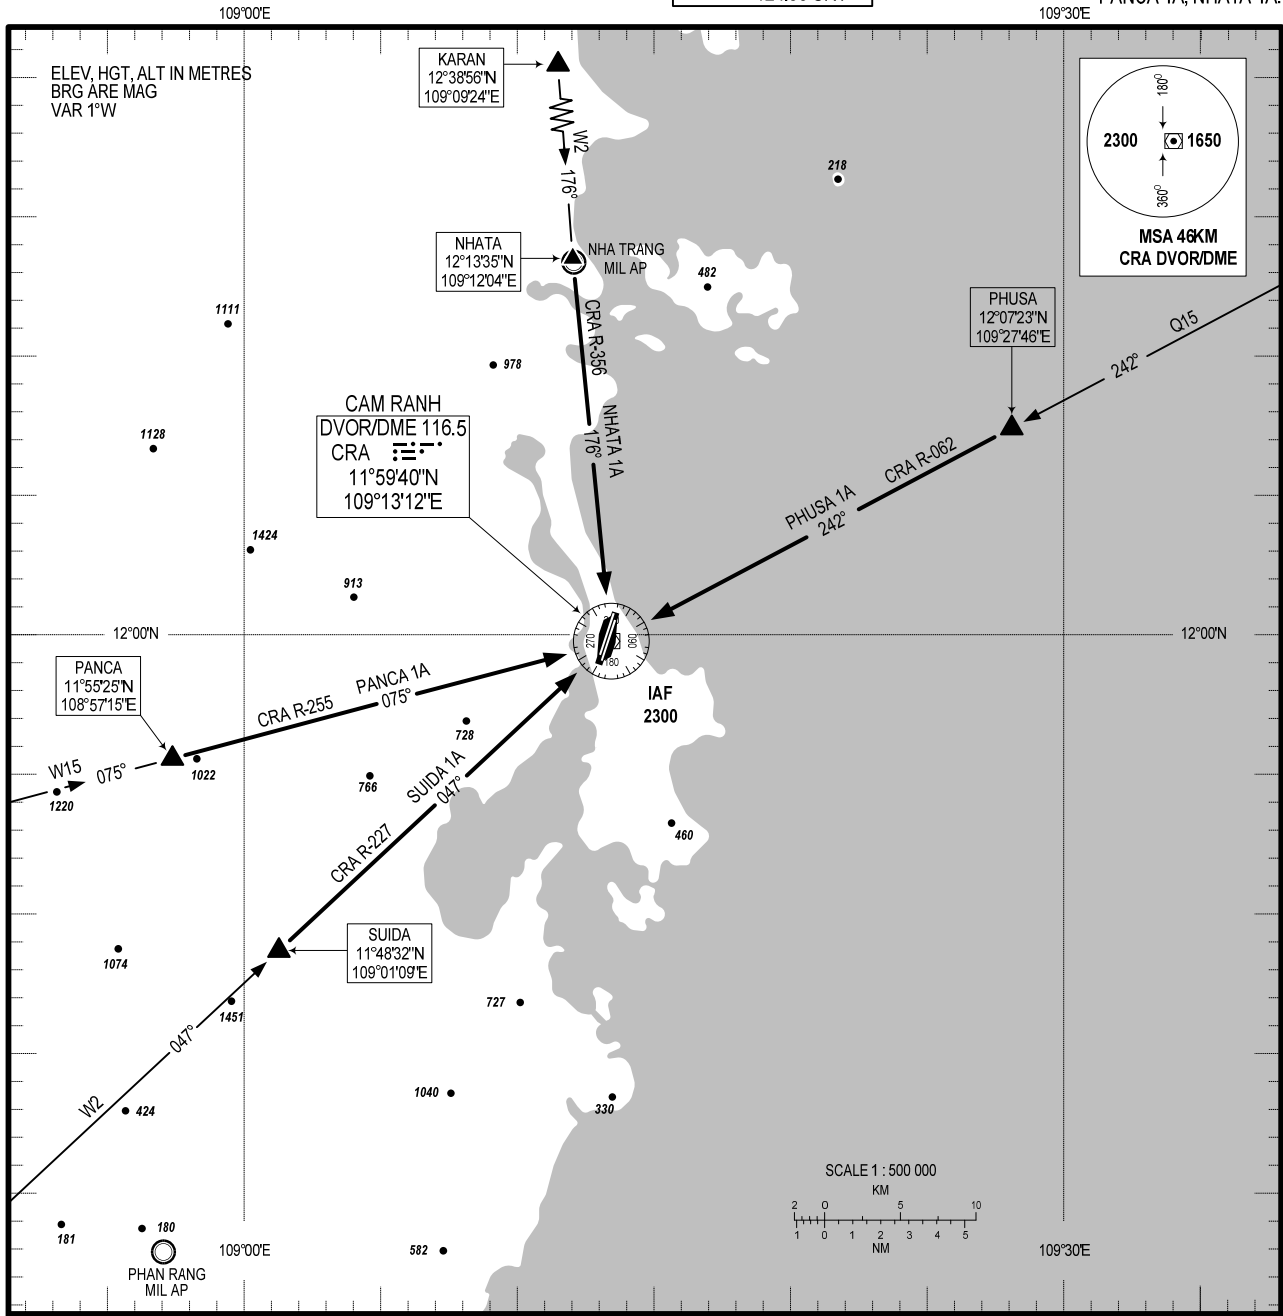 PANCA 1A, NHATA 1A.
109°00'E
109°30'E
ELEV, HGT, ALT IN METRES
BRG ARE MAG
VAR 1°W
KARAN
12°38'56"N
109°09'24"E
W2
176°
180°
2300
1650
360°
MSA 46KM
CRA DVOR/DME
218
NHATA
12°13'35"N
109°12'04"E
NHA TRANG
MIL AP
482
PHUSA
12°07'23"N
109°27'46"E
Q15
242°
1111
978
CRA R-356
NHATA 1A
176°
CAM RANH
DVOR/DME 116.5
CRA
11°59'40"N
109°13'12"E
1128
CRA R-062
PHUSA 1A
242°
1424
913
12°00'N
12°00'N
270
090
180
IAF
2300
PANCA
11°55'25"N
108°57'15"E
PANCA 1A
CRA R-255
075°
W15
075°
1022
1220
728
766
SUIDA 1A
047°
CRA R-227
460
SUIDA
11°48'32"N
109°01'09"E
1074
1451
047°
727
W2
424
1040
330
SCALE 1 : 500 000
KM
2 0 5 10
1 0 1 2 3 4 5
NM
181
180
582
109°00'E
109°30'E
PHAN RANG
MIL AP